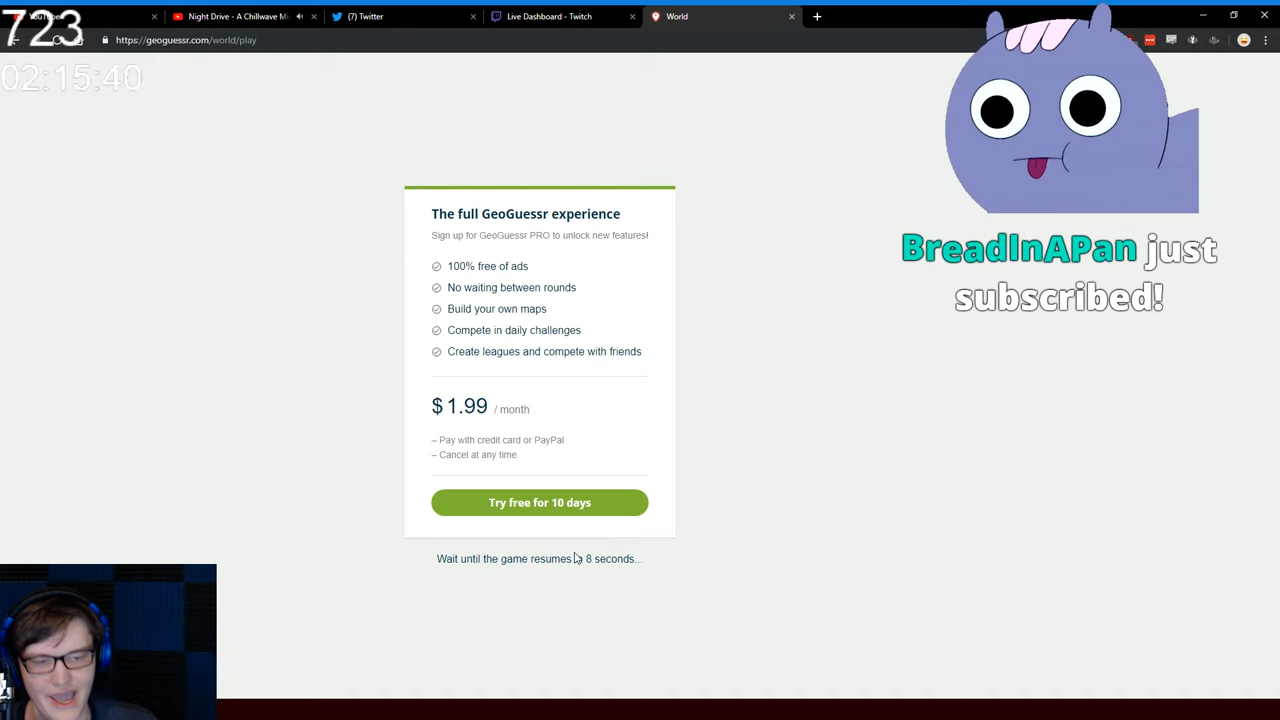 YouTube
Night Drive - A Chillwave Mi
(7) Twitter
Live Dashboard - Twitch
World
723
https://geoguessr.com/world/play
02:15:40
The full GeoGuessr experience
Sign up for GeoGuessr PRO to unlock new features!
100% free of ads
No waiting between rounds
Build your own maps
Compete in daily challenges
Create leagues and compete with friends
$ 1.99 / month
– Pay with credit card or PayPal
– Cancel at any time
Try free for 10 days
Wait until the game resumes 8 seconds...
BreadInAPan just
subscribed!